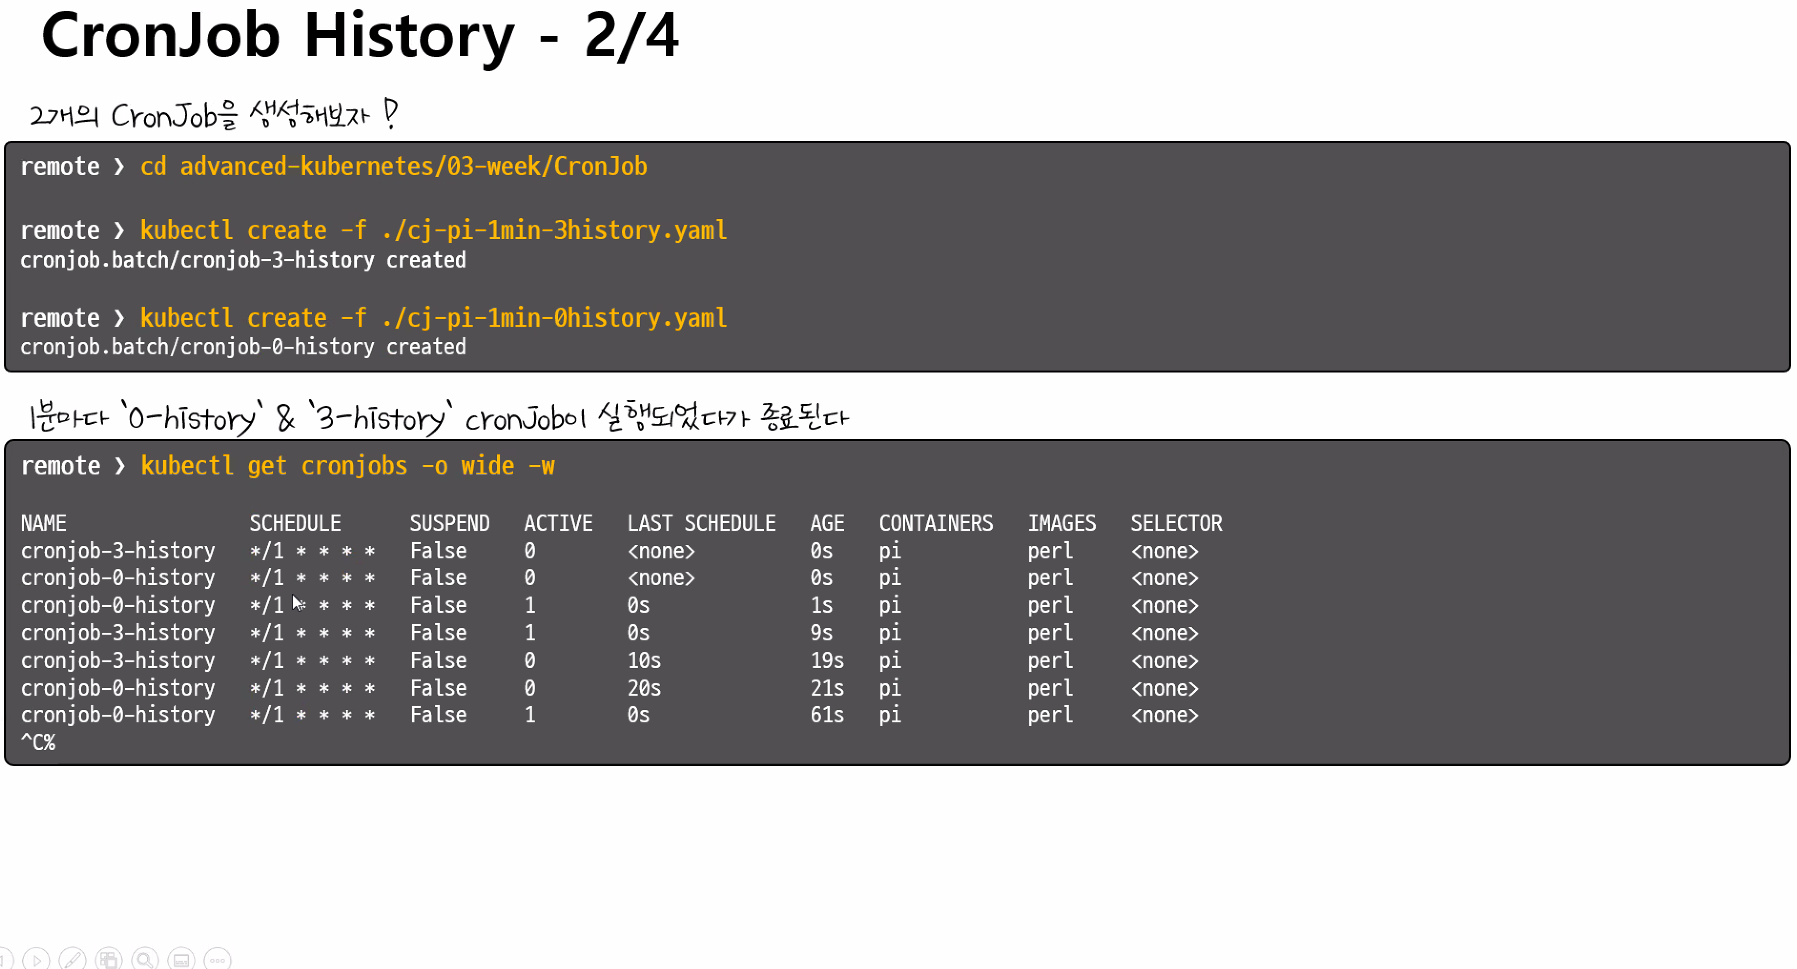 CronJob History - 2/4
2개의 CronJob을 생성해보자!
remote ❯ cd advanced-kubernetes/03-week/CronJob
remote ❯ kubectl create -f ./cj-pi-1min-3history.yaml
cronjob.batch/cronjob-3-history created
remote ❯ kubectl create -f ./cj-pi-1min-0history.yaml
cronjob.batch/cronjob-0-history created
1분마다 '0-history' & '3-history' cronJob이 실행되었다가 종료된다
remote ❯ kubectl get cronjobs -o wide -w
NAME SCHEDULE SUSPEND ACTIVE LAST SCHEDULE AGE CONTAINERS IMAGES SELECTOR
cronjob-3-history */1 * * * * False 0 <none> 0s pi perl <none>
cronjob-0-history */1 * * * * False 0 <none> 0s pi perl <none>
cronjob-0-history */1 * * * * False 1 0s 1s pi perl <none>
cronjob-3-history */1 * * * * False 1 0s 9s pi perl <none>
cronjob-3-history */1 * * * * False 0 10s 19s pi perl <none>
cronjob-0-history */1 * * * * False 0 20s 21s pi perl <none>
cronjob-0-history */1 * * * * False 1 0s 61s pi perl <none>
^C%